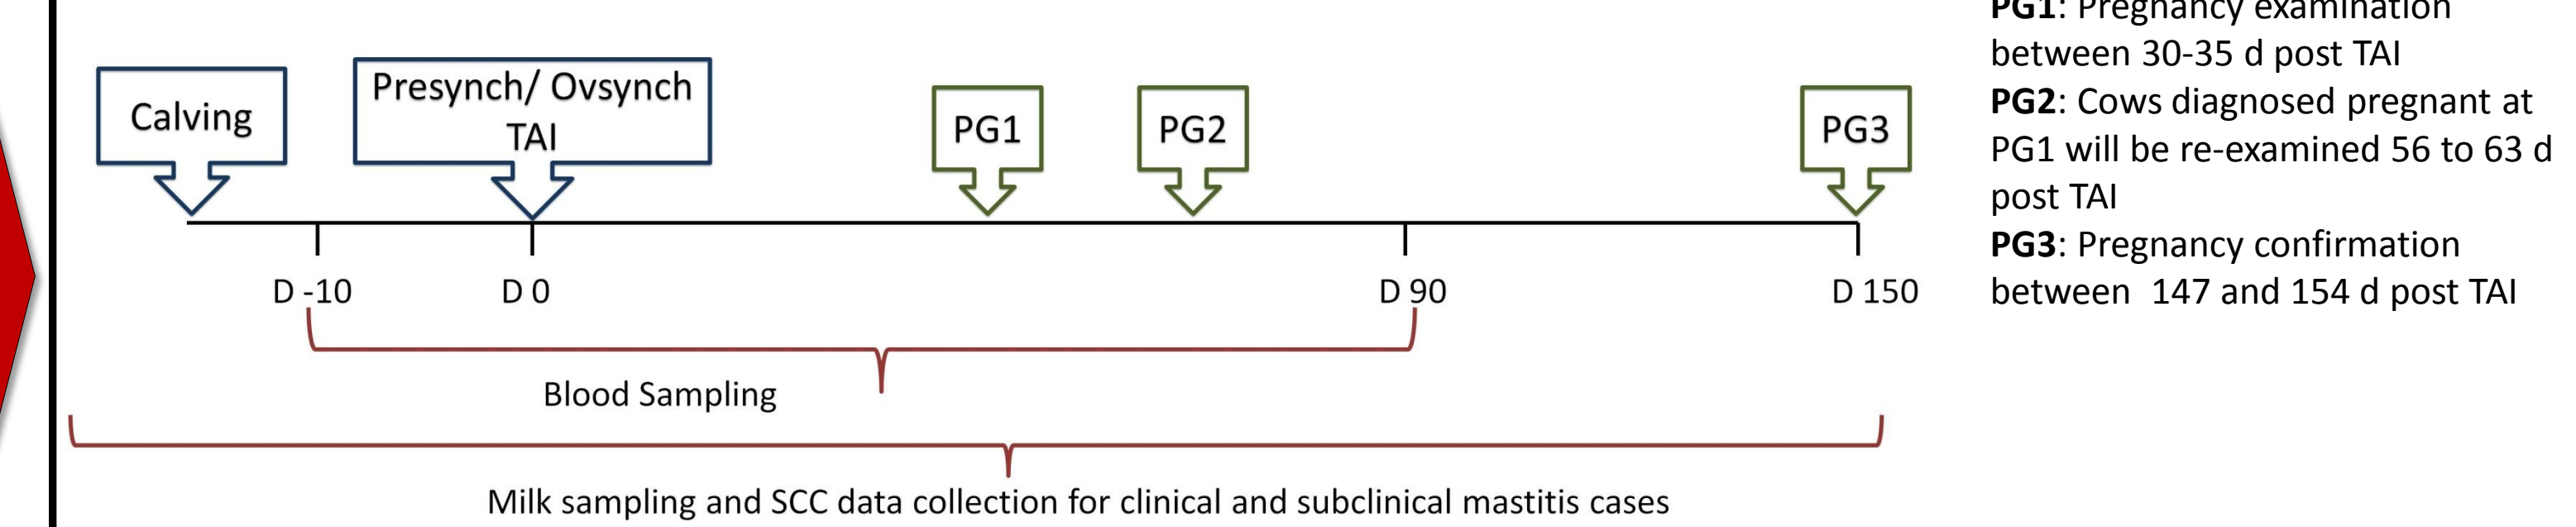 Calving
Presynch/ Ovsynch
TAI
PG1
PG2
PG3
D -10
D 0
D 90
D 150
Blood Sampling
Milk sampling and SCC data collection for clinical and subclinical mastitis cases
PG1: Pregnancy examination
between 30-35 d post TAI
PG2: Cows diagnosed pregnant at
PG1 will be re-examined 56 to 63 d
post TAI
PG3: Pregnancy confirmation
between  147 and 154 d post TAI